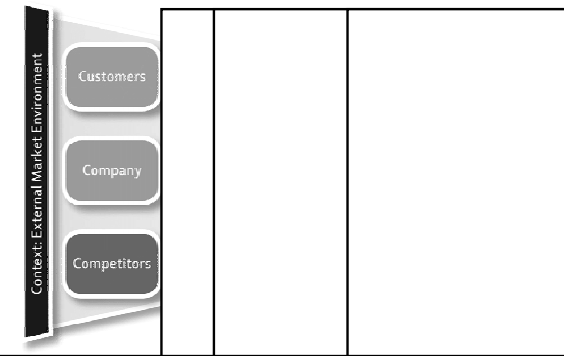 Context: External Market Environment
Customers
Company
Competitors